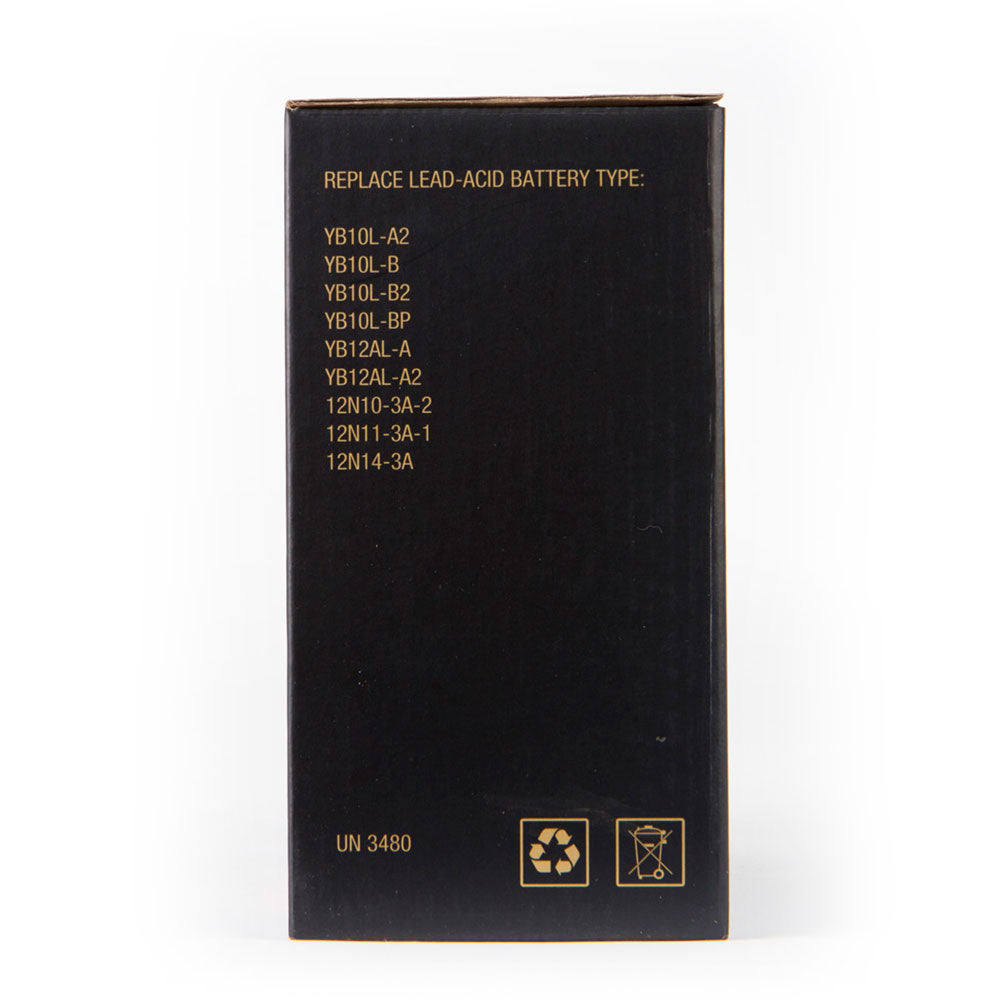 REPLACE LEAD-ACID BATTERY TYPE:
YB10L-A2
YB10L-B
YB10L-B2
YB10L-BP
YB12AL-A
YB12AL-A2
12N10-3A-2
12N11-3A-1
12N14-3A
UN 3480